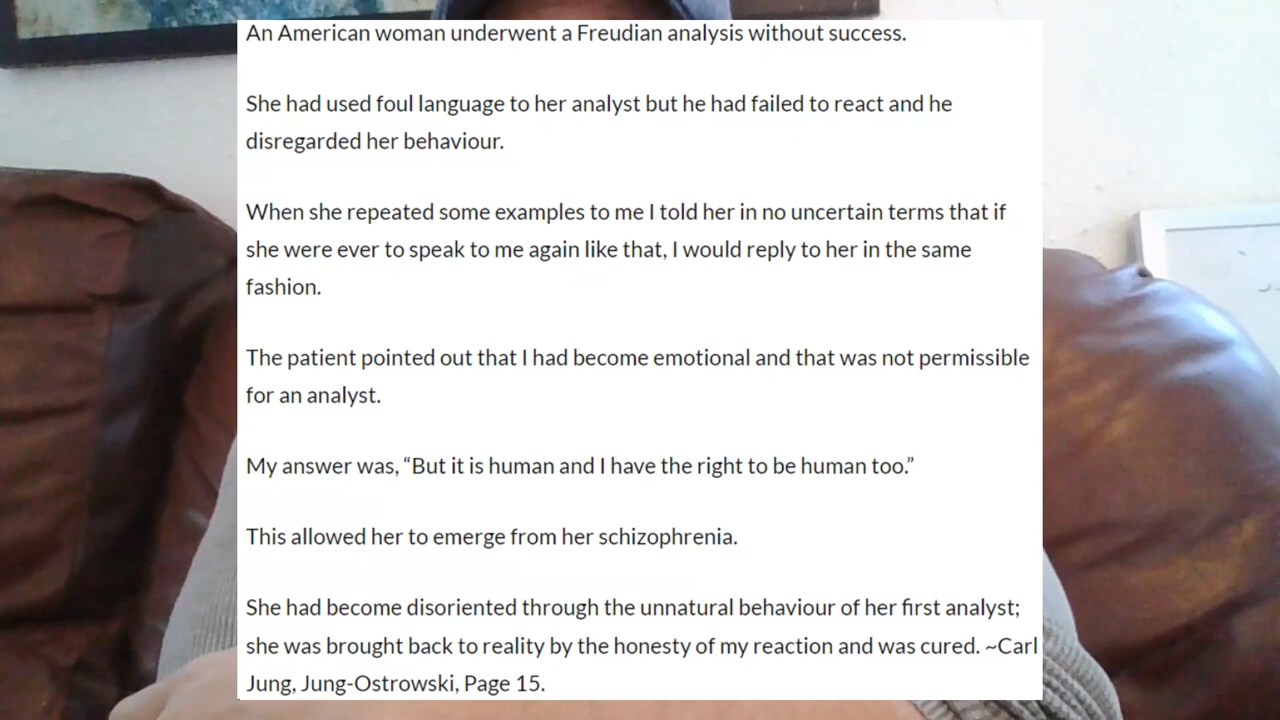 An American woman underwent a Freudian analysis without success.
She had used foul language to her analyst but he had failed to react and he
disregarded her behaviour.
When she repeated some examples to me I told her in no uncertain terms that if
she were ever to speak to me again like that, I would reply to her in the same
fashion.
The patient pointed out that I had become emotional and that was not permissible
for an analyst.
My answer was, “But it is human and I have the right to be human too.”
This allowed her to emerge from her schizophrenia.
She had become disoriented through the unnatural behaviour of her first analyst;
she was brought back to reality by the honesty of my reaction and was cured. ~Carl
Jung, Jung-Ostrowski, Page 15.